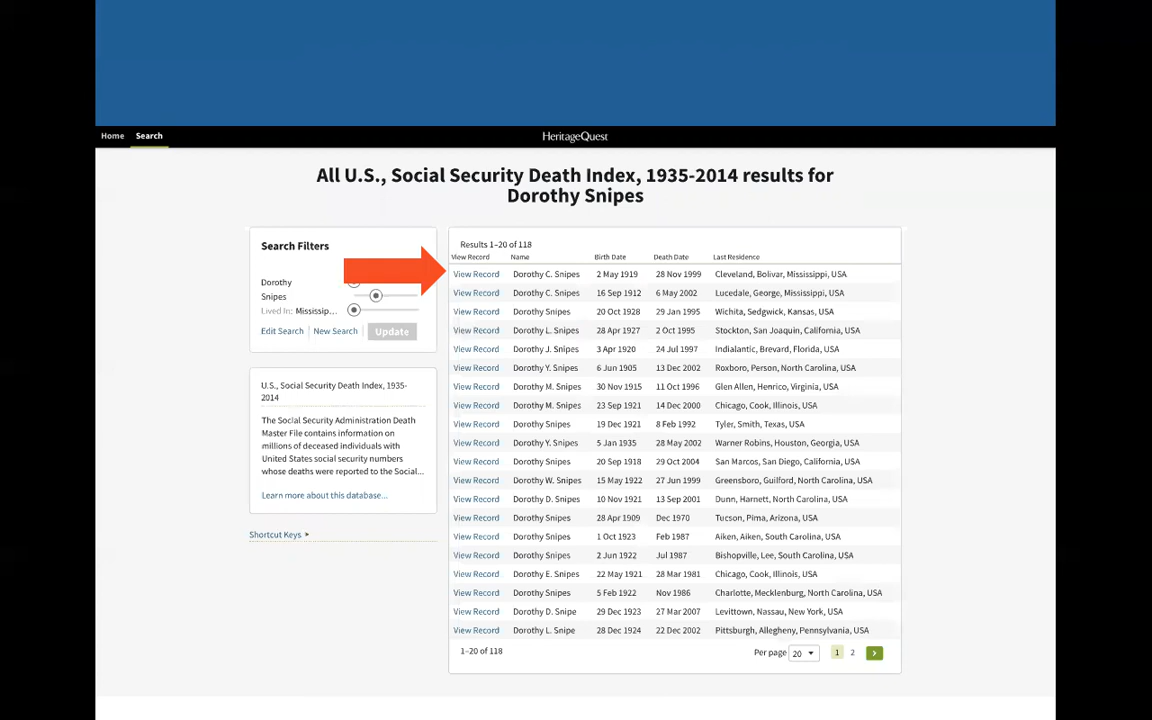 Home Search HeritageQuest
All U.S., Social Security Death Index, 1935-2014 results for
Dorothy Snipes
Search Filters
Dorothy
Snipes
Lived In: Mississip...
Edit Search New Search Update
U.S., Social Security Death Index, 1935-
2014
The Social Security Administration Death
Master File contains information on
millions of deceased individuals with
United States social security numbers
whose deaths were reported to the Social...
Learn more about this database...
Shortcut Keys
Results 1–20 of 118
View Record Name Birth Date Death Date Last Residence
View Record Dorothy C. Snipes 2 May 1919 28 Nov 1999 Cleveland, Bolivar, Mississippi, USA
View Record Dorothy C. Snipes 16 Sep 1912 6 May 2002 Lucedale, George, Mississippi, USA
View Record Dorothy Snipes 20 Oct 1928 29 Jan 1995 Wichita, Sedgwick, Kansas, USA
View Record Dorothy L. Snipes 28 Apr 1927 2 Oct 1995 Stockton, San Joaquin, California, USA
View Record Dorothy J. Snipes 3 Apr 1920 24 Jul 1997 Indialantic, Brevard, Florida, USA
View Record Dorothy Y. Snipes 6 Jun 1905 13 Dec 2002 Roxboro, Person, North Carolina, USA
View Record Dorothy M. Snipes 30 Nov 1915 11 Oct 1996 Glen Allen, Henrico, Virginia, USA
View Record Dorothy M. Snipes 23 Sep 1921 14 Dec 2000 Chicago, Cook, Illinois, USA
View Record Dorothy Snipes 19 Dec 1921 8 Feb 1992 Tyler, Smith, Texas, USA
View Record Dorothy Y. Snipes 5 Jan 1935 28 May 2002 Warner Robins, Houston, Georgia, USA
View Record Dorothy Snipes 20 Sep 1918 29 Oct 2004 San Marcos, San Diego, California, USA
View Record Dorothy W. Snipes 15 May 1922 27 Jun 1999 Greensboro, Guilford, North Carolina, USA
View Record Dorothy D. Snipes 10 Nov 1921 13 Sep 2001 Dunn, Harnett, North Carolina, USA
View Record Dorothy Snipes 28 Apr 1909 Dec 1970 Tucson, Pima, Arizona, USA
View Record Dorothy Snipes 1 Oct 1923 Feb 1987 Aiken, Aiken, South Carolina, USA
View Record Dorothy Snipes 2 Jun 1922 Jul 1987 Bishopville, Lee, South Carolina, USA
View Record Dorothy E. Snipes 22 May 1921 28 Mar 1981 Chicago, Cook, Illinois, USA
View Record Dorothy Snipes 5 Feb 1922 Nov 1986 Charlotte, Mecklenburg, North Carolina, USA
View Record Dorothy D. Snipe 29 Dec 1923 27 Mar 2007 Levittown, Nassau, New York, USA
View Record Dorothy L. Snipe 28 Dec 1924 22 Dec 2002 Pittsburgh, Allegheny, Pennsylvania, USA
1–20 of 118 Per page 20 1 2